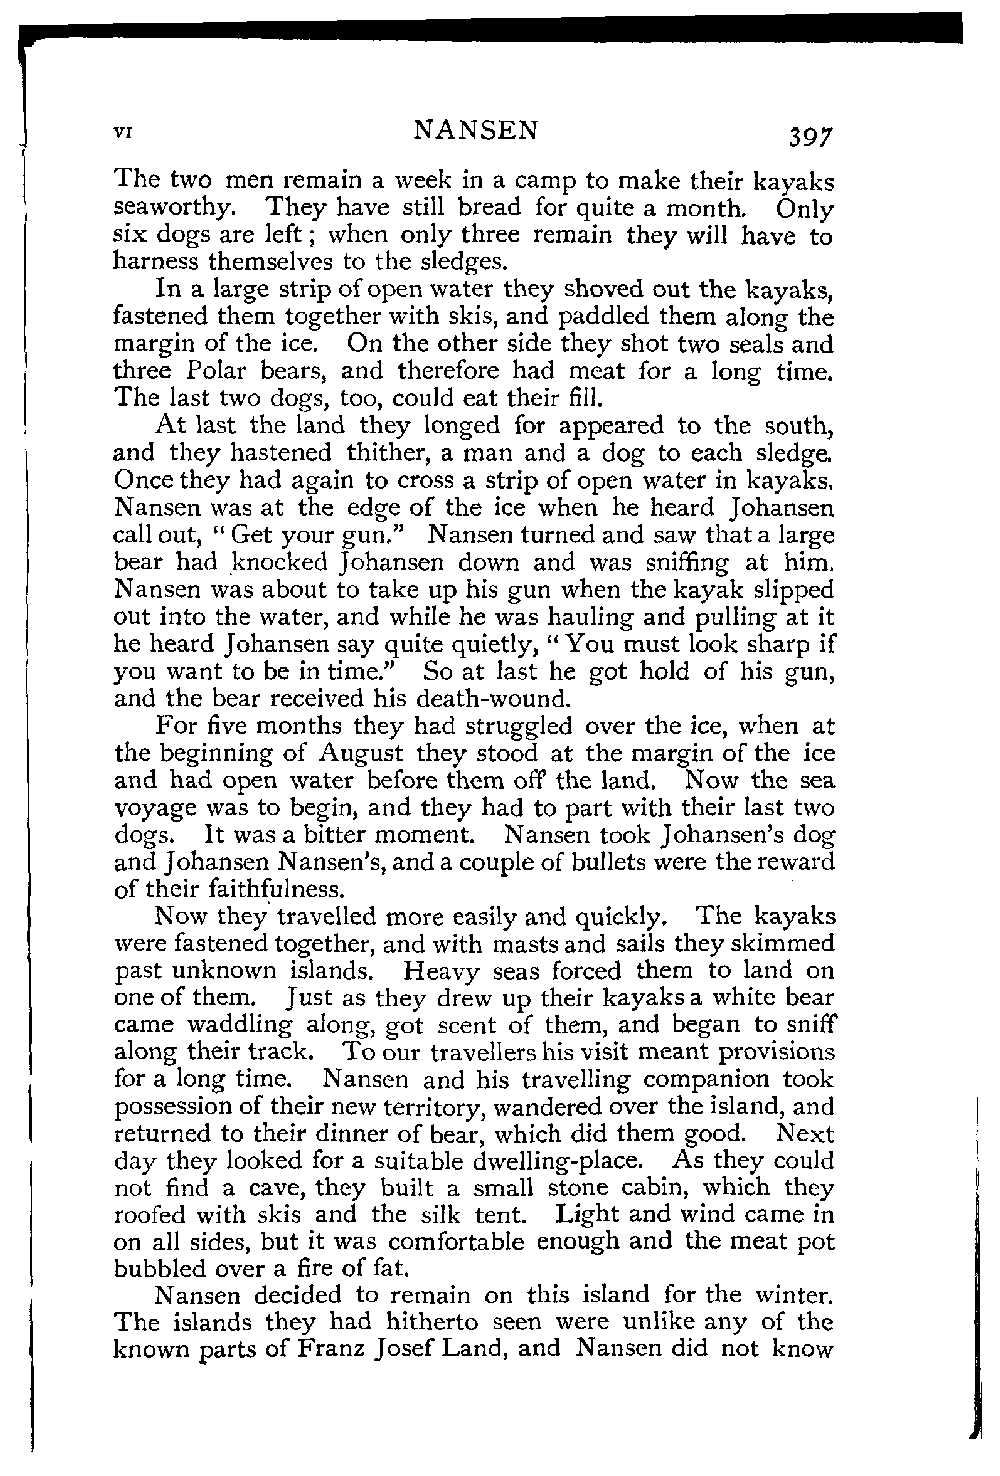 VI NANSEN 397
The two men remain a week in a camp to make their kayaks
seaworthy. They have still bread for quite a month. Only
six dogs are left; when only three remain they will have to
harness themselves to the sledges.
In a large strip of open water they shoved out the kayaks,
fastened them together with skis, and paddled them along the
margin of the ice. On the other side they shot two seals and
three Polar bears, and therefore had meat for a long time.
The last two dogs, too, could eat their fill.
At last the land they longed for appeared to the south,
and they hastened thither, a man and a dog to each sledge.
Once they had again to cross a strip of open water in kayaks.
Nansen was at the edge of the ice when he heard Johansen
call out, "Get your gun." Nansen turned and saw that a large
bear had knocked Johansen down and was sniffing at him.
Nansen was about to take up his gun when the kayak slipped
out into the water, and while he was hauling and pulling at it
he heard Johansen say quite quietly, "You must look sharp if
you want to be in time." So at last he got hold of his gun,
and the bear received his death-wound.
For five months they had struggled over the ice, when at
the beginning of August they stood at the margin of the ice
and had open water before them off the land. Now the sea
voyage was to begin, and they had to part with their last two
dogs. It was a bitter moment. Nansen took Johansen's dog
and Johansen Nansen's, and a couple of bullets were the reward
of their faithfulness.
Now they travelled more easily and quickly. The kayaks
were fastened together, and with masts and sails they skimmed
past unknown islands. Heavy seas forced them to land on
one of them. Just as they drew up their kayaks a white bear
came waddling along, got scent of them, and began to sniff
along their track. To our travellers his visit meant provisions
for a long time. Nansen and his travelling companion took
possession of their new territory, wandered over the island, and
returned to their dinner of bear, which did them good. Next
day they looked for a suitable dwelling-place. As they could
not find a cave, they built a small stone cabin, which they
roofed with skis and the silk tent. Light and wind came in
on all sides, but it was comfortable enough and the meat pot
bubbled over a fire of fat.
Nansen decided to remain on this island for the winter.
The islands they had hitherto seen were unlike any of the
known parts of Franz Josef Land, and Nansen did not know